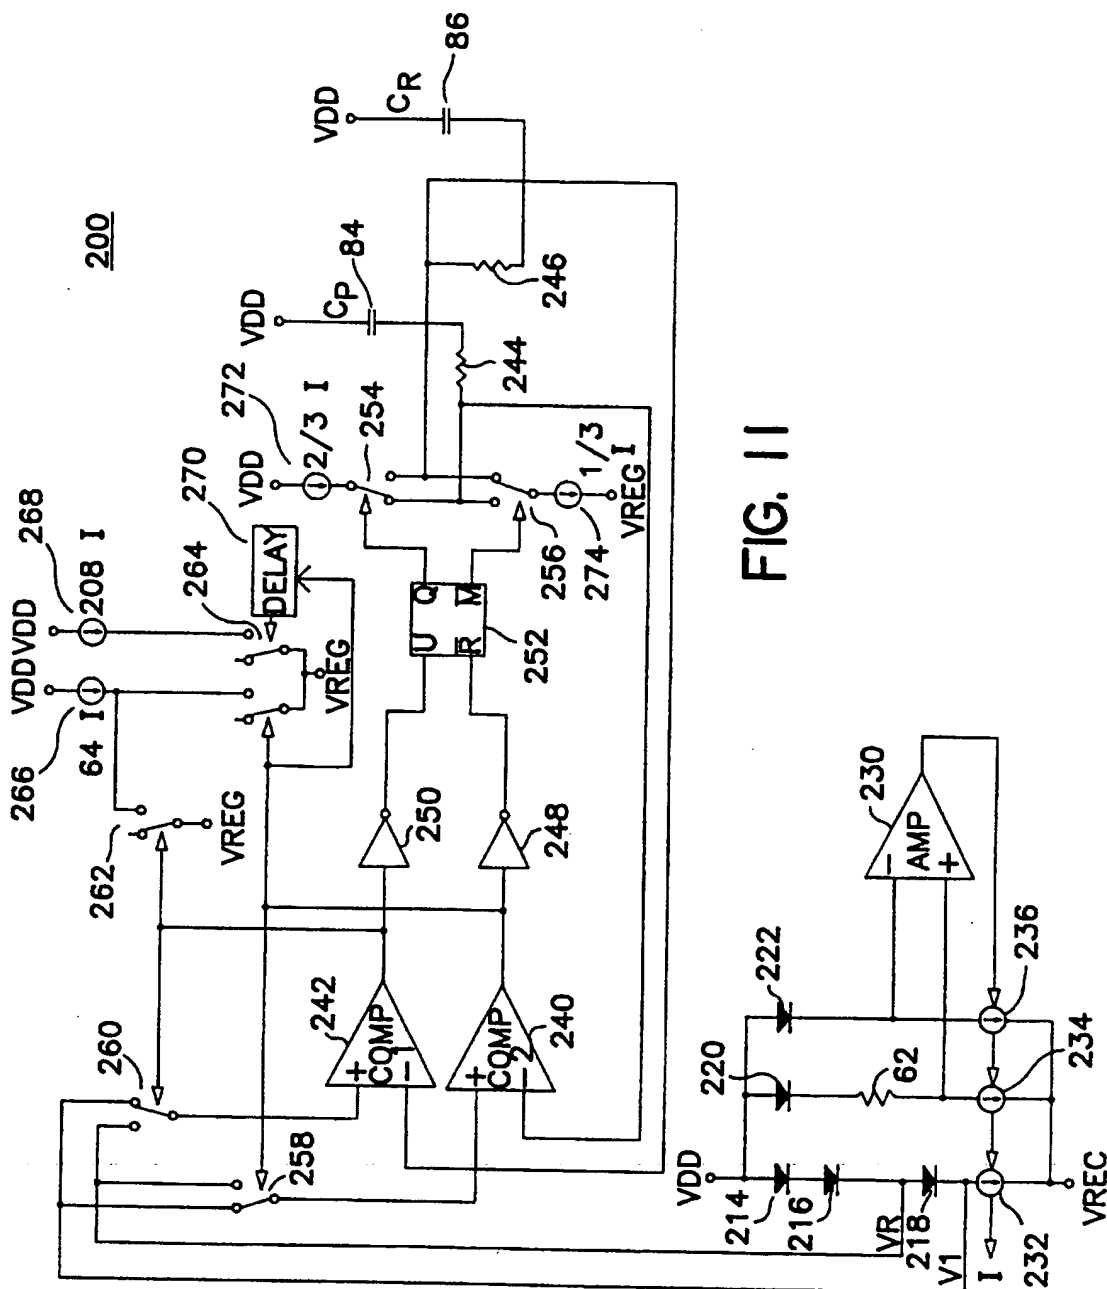 200
VDD
CR
86
VDD
CP
84
246
244
272
VDD
2/3 I
254
270
268
VDD
208 I
264
DELAY
266
VDD
64 I
VREG
262
VREG
U Q
R M
252
256
1/3 I
274
VREG
250
248
260
242
COMP
1
+
-
COMP
2
+
-
240
258
FIG. 11
230
AMP
-
+
236
222
220
62
234
VDD
214
216
VR
218
V1
I
232
VREC